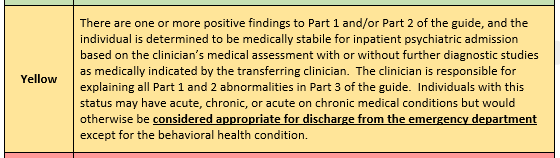 There are one or more positive findings to Part 1 and/or Part 2 of the guide, and the
individual is determined to be medically stabile for inpatient psychiatric admission
based on the clinician's medical assessment with or without further diagnostic studies
as medically indicated by the transferring clinician.  The clinician is responsible for
Yellow
explaining all Part 1 and 2 abnormalities in Part 3 of the guide.  Individuals with this
status may have acute, chronic, or acute on chronic medical conditions but would
otherwise be considered appropriate for discharge from the emergency department
except for the behavioral health condition.